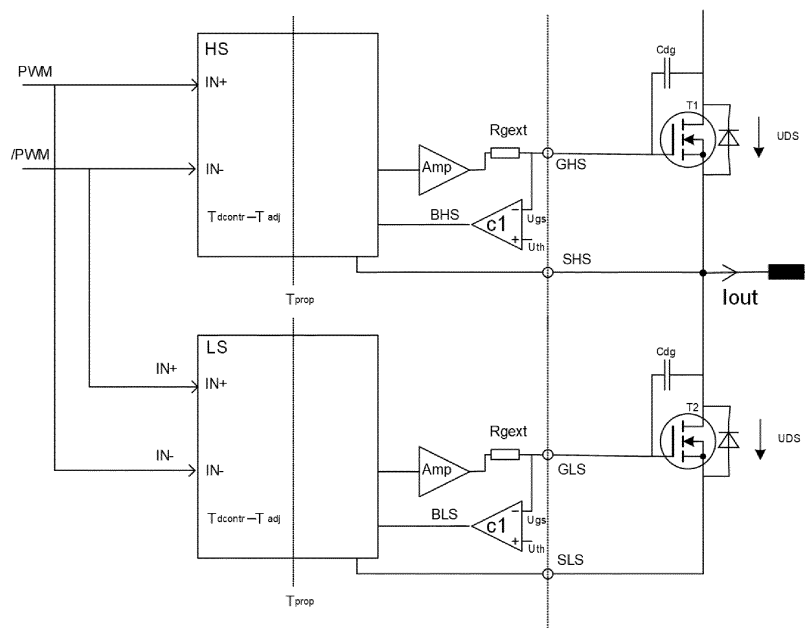 HS
PWM
IN+
/PWM
IN-
Tdcontr-Tadj
Tprop
Amp
Rgext
GHS
BHS
c1
Ugs
Uth
SHS
Cdg
T1
UDS
Iout
LS
IN+
IN+
IN-
IN-
Tdcontr-Tadj
Tprop
Amp
Rgext
GLS
BLS
c1
Ugs
Uth
SLS
Cdg
T2
UDS